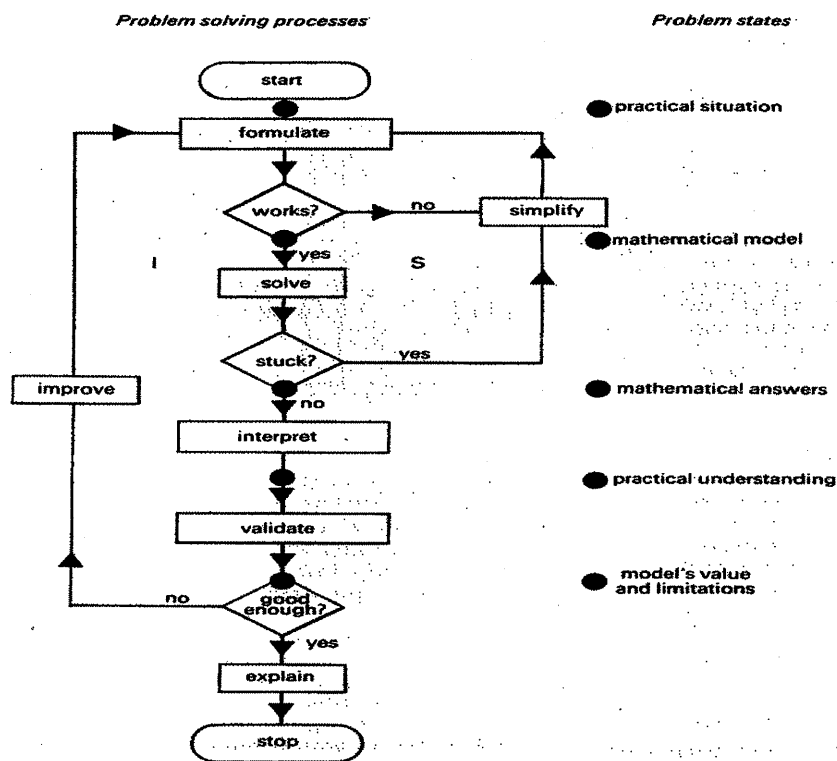 Problem solving processes
Problem states
start
practical situation
formulate
works?
no
simplify
mathematical model
yes
I
S
solve
stuck?
yes
improve
mathematical answers
no
interpret
practical understanding
validate
model's value
and limitations
no
good
enough?
yes
explain
stop